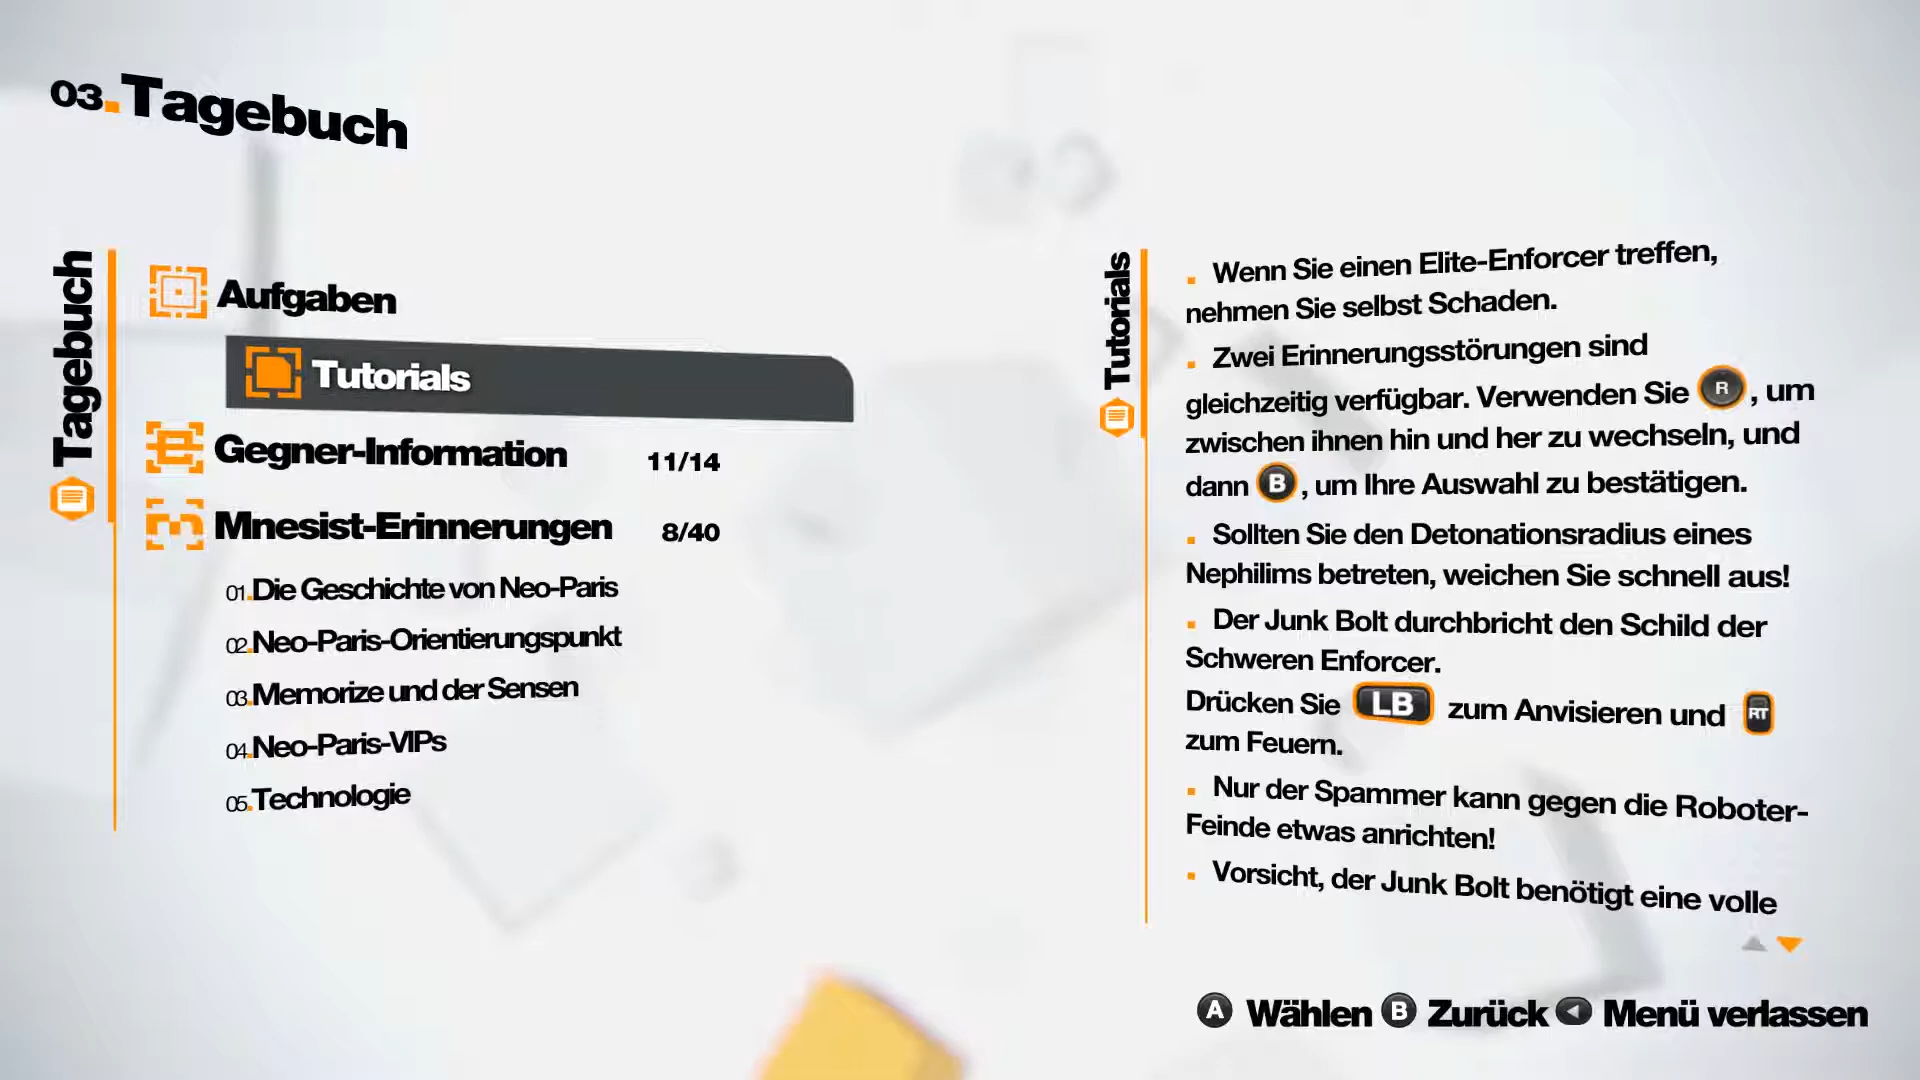 03.Tagebuch
Tagebuch
Aufgaben
Tutorials
Gegner-Information 11/14
Mnesist-Erinnerungen 8/40
01.Die Geschichte von Neo-Paris
02.Neo-Paris-Orientierungspunkt
03.Memorize und der Sensen
04.Neo-Paris-VIPs
05.Technologie
Tutorials
. Wenn Sie einen Elite-Enforcer treffen,
nehmen Sie selbst Schaden.
. Zwei Erinnerungsstörungen sind
gleichzeitig verfügbar. Verwenden Sie R, um
zwischen ihnen hin und her zu wechseln, und
dann B, um Ihre Auswahl zu bestätigen.
. Sollten Sie den Detonationsradius eines
Nephilims betreten, weichen Sie schnell aus!
. Der Junk Bolt durchbricht den Schild der
Schweren Enforcer.
Drücken Sie LB zum Anvisieren und RT
zum Feuern.
. Nur der Spammer kann gegen die Roboter-
Feinde etwas anrichten!
. Vorsicht, der Junk Bolt benötigt eine volle
A Wählen B Zurück Menü verlassen